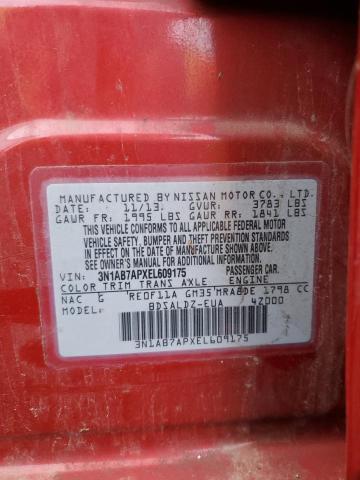 MANUFACTURED BY NISSAN MOTOR CO., LTD.
DATE: 11/13. GVWR: 3783 LBS
GAWR FR: 1995 LBS GAWR RR: 1841 LBS
THIS VEHICLE CONFORMS TO ALL APPLICABLE FEDERAL MOTOR
VEHICLE SAFETY, BUMPER AND THEFT PREVENTION STANDARDS
IN EFFECT ON THE DATE OF MANUFACTURE SHOWN ABOVE.
SEE OWNER'S MANUAL FOR ADDITIONAL INFORMATION.
VIN: 3N1AB7APXEL609175 PASSENGER CAR.
COLOR TRIM TRANS AXLE ENGINE
NAC G RE0F11A GM35 MRA8DE 1798 CC
MODEL: BDSALDZ-EUA 4Z000
3N1AB7APXEL609175